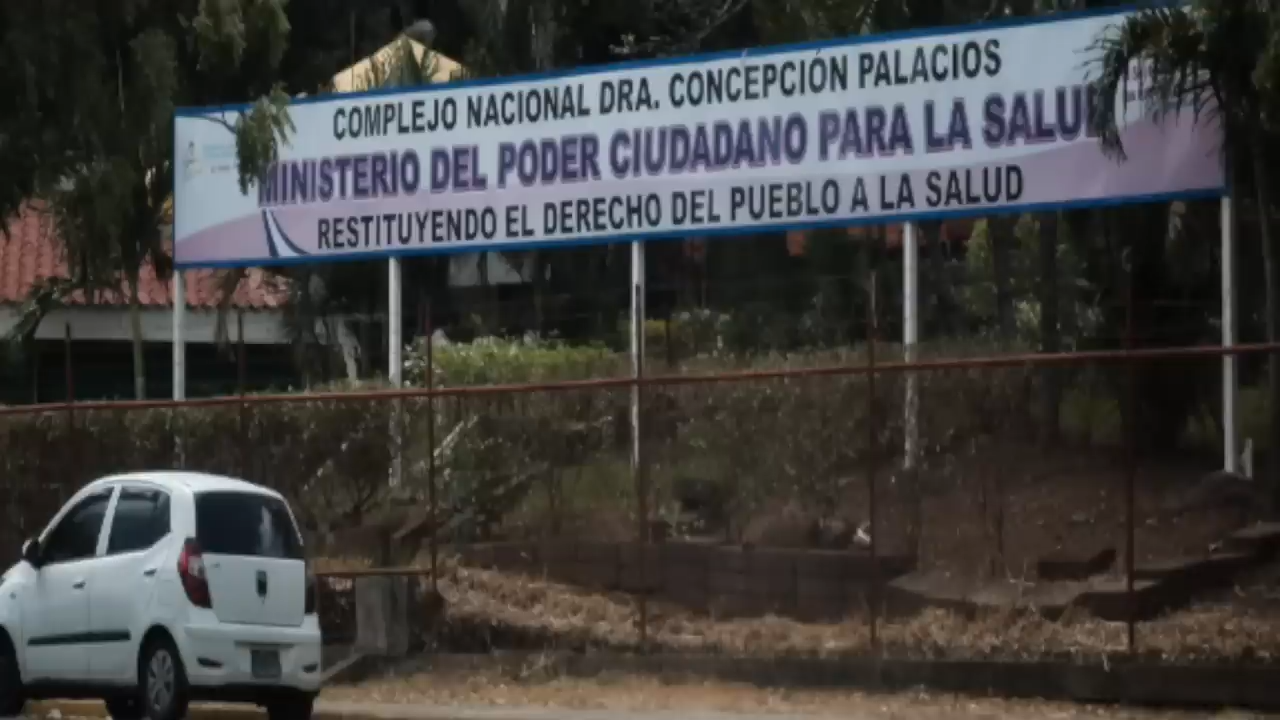 COMPLEJO NACIONAL DRA. CONCEPCIÓN PALACIOS
MINISTERIO DEL PODER CIUDADANO PARA LA SALUD
RESTITUYENDO EL DERECHO DEL PUEBLO A LA SALUD